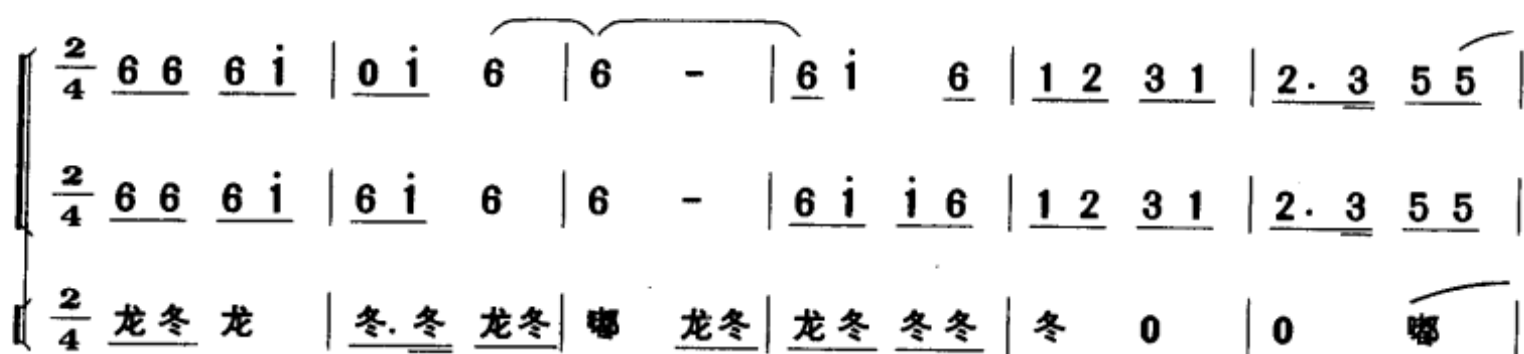 2/4 6 6 6 i̇ | 0 i̇ 6 | 6 - | 6 i̇ 6 | 1 2 3 1 | 2. 3 5 5 |
2/4 6 6 6 i̇ | 6 i̇ 6 | 6 - | 6 i̇ i̇ 6 | 1 2 3 1 | 2. 3 5 5 |
2/4 龙冬 龙 | 冬. 冬 龙冬 | 嘟 龙冬 | 龙冬 冬冬 | 冬 0 | 0 嘟 |